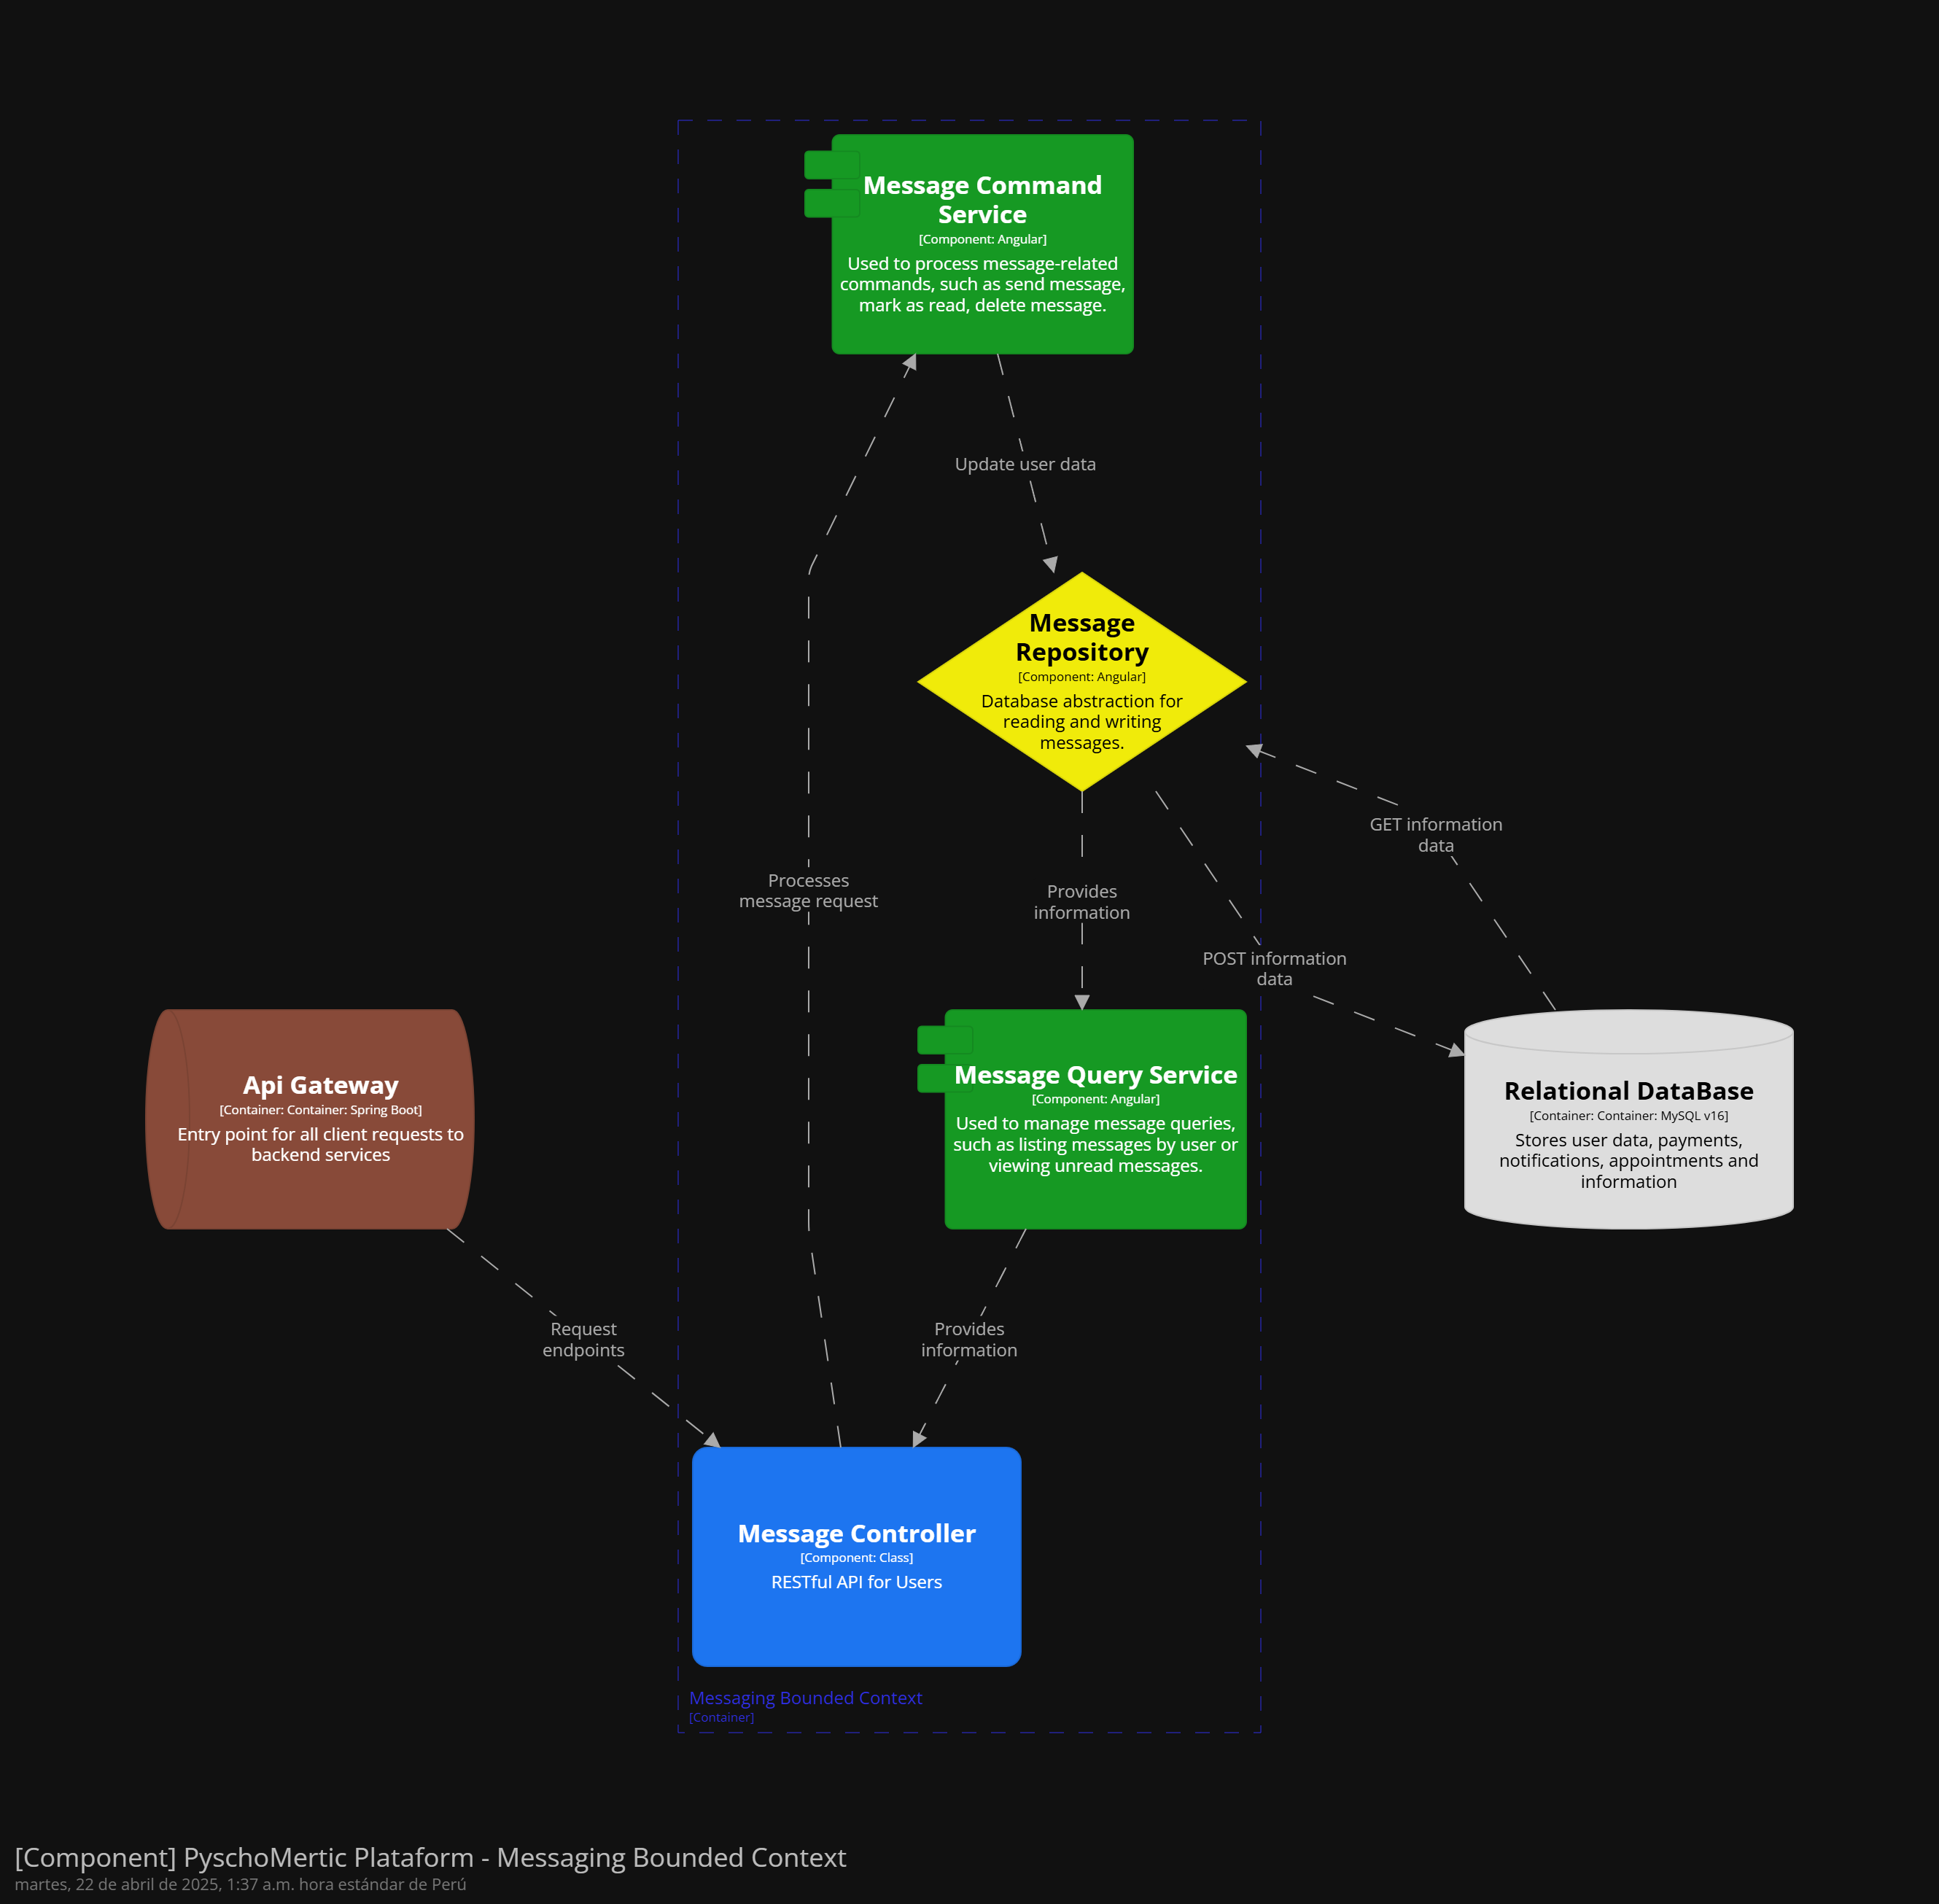 Message Command
Service
[Component: Angular]
Used to process message-related
commands, such as send message,
mark as read, delete message.
Update user data
Message
Repository
[Component: Angular]
Database abstraction for
reading and writing
messages.
GET information
data
Processes
message request
Provides
information
POST information
data
Api Gateway
[Container: Container: Spring Boot]
Entry point for all client requests to
backend services
Message Query Service
[Component: Angular]
Used to manage message queries,
such as listing messages by user or
viewing unread messages.
Relational DataBase
[Container: Container: MySQL v16]
Stores user data, payments,
notifications, appointments and
information
Request
endpoints
Provides
information
Message Controller
[Component: Class]
RESTful API for Users
Messaging Bounded Context
[Container]
[Component] PyschoMertic Plataform - Messaging Bounded Context
martes, 22 de abril de 2025, 1:37 a.m. hora estándar de Perú